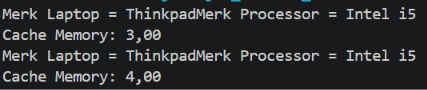 Merk Laptop = ThinkpadMerk Processor = Intel i5
Cache Memory: 3,00
Merk Laptop = ThinkpadMerk Processor = Intel i5
Cache Memory: 4,00